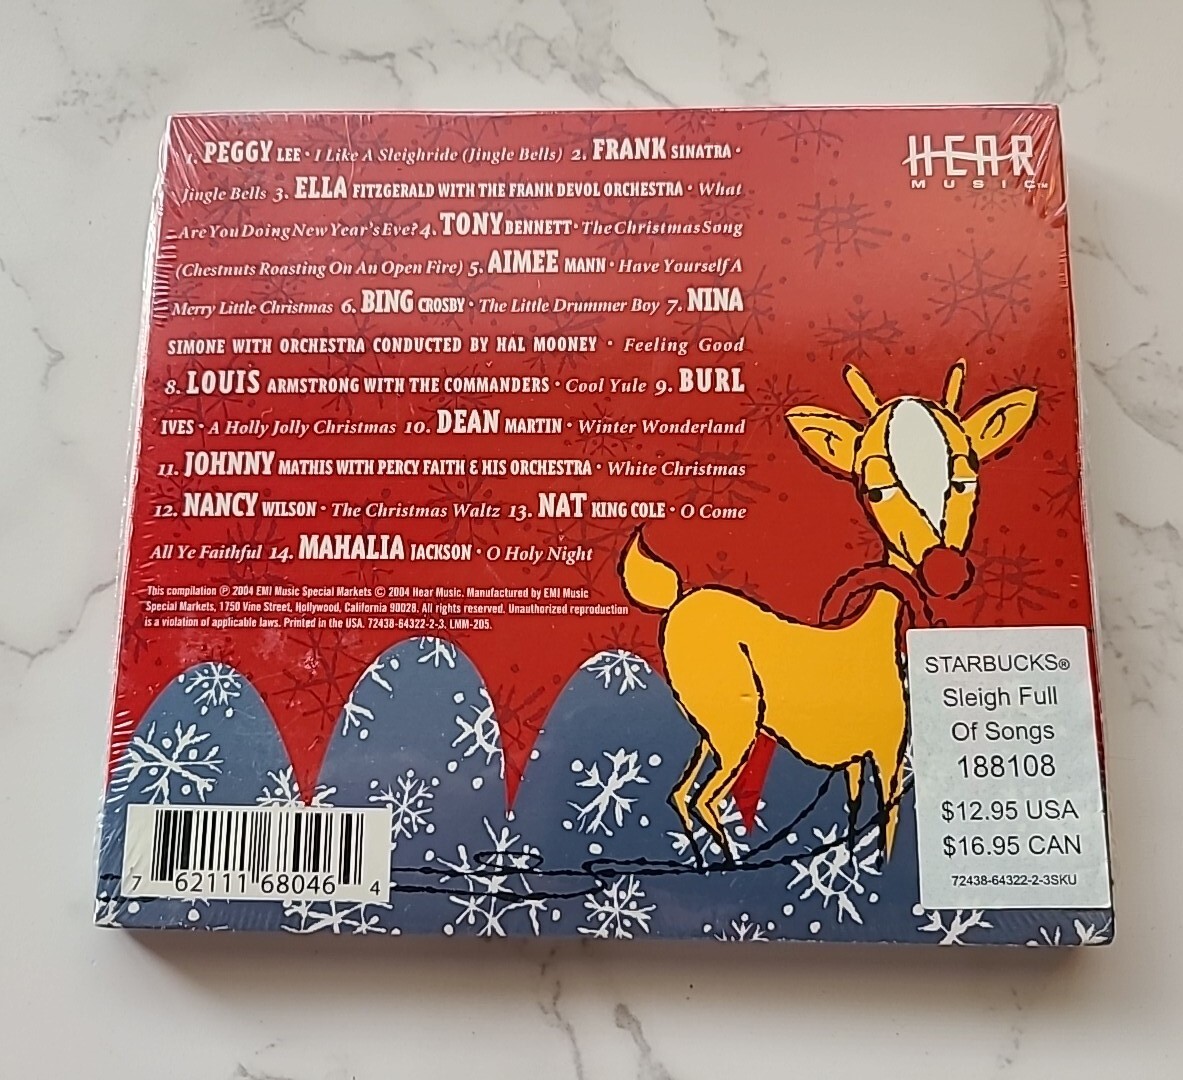 1. PEGGY LEE • I Like A Sleighride (Jingle Bells) 2. FRANK SINATRA •
Jingle Bells 3. ELLA FITZGERALD WITH THE FRANK DEVOL ORCHESTRA • What
Are You Doing New Year's Eve? 4. TONY BENNETT • The Christmas Song
(Chestnuts Roasting On An Open Fire) 5. AIMEE MANN • Have Yourself A
Merry Little Christmas 6. BING CROSBY • The Little Drummer Boy 7. NINA
SIMONE WITH ORCHESTRA CONDUCTED BY HAL MOONEY • Feeling Good
8. LOUIS ARMSTRONG WITH THE COMMANDERS • Cool Yule 9. BURL
IVES • A Holly Jolly Christmas 10. DEAN MARTIN • Winter Wonderland
11. JOHNNY MATHIS WITH PERCY FAITH & HIS ORCHESTRA • White Christmas
12. NANCY WILSON • The Christmas Waltz 13. NAT KING COLE • O Come
All Ye Faithful 14. MAHALIA JACKSON • O Holy Night
This compilation ℗ 2004 EMI Music Special Markets © 2004 Hear Music. Manufactured by EMI Music
Special Markets, 1750 Vine Street, Hollywood, California 90028. All rights reserved. Unauthorized reproduction
is a violation of applicable laws. Printed in the USA. 72438-64322-2-3. LMM-205.
HEAR
MUSIC™
STARBUCKS®
Sleigh Full
Of Songs
188108
$12.95 USA
$16.95 CAN
72438-64322-2-3SKU
7 62111 68046 4